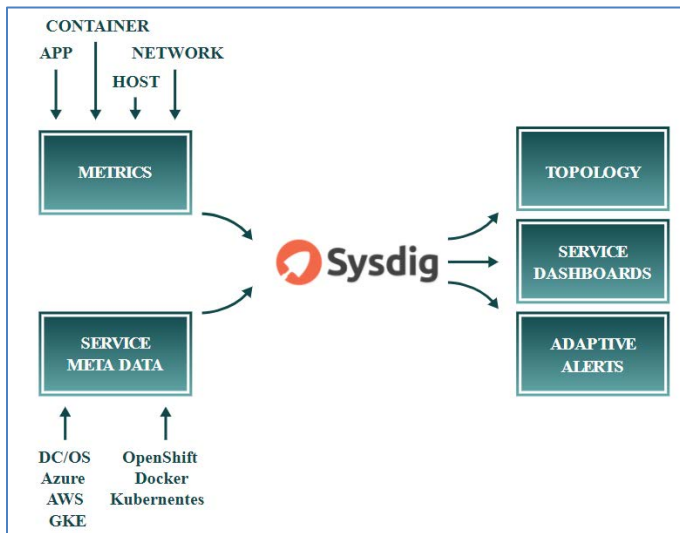 CONTAINER
APP
NETWORK
HOST
METRICS
TOPOLOGY
Sysdig
SERVICE
DASHBOARDS
SERVICE
META DATA
ADAPTIVE
ALERTS
DC/OS
Azure
AWS
GKE
OpenShift
Docker
Kubernentes